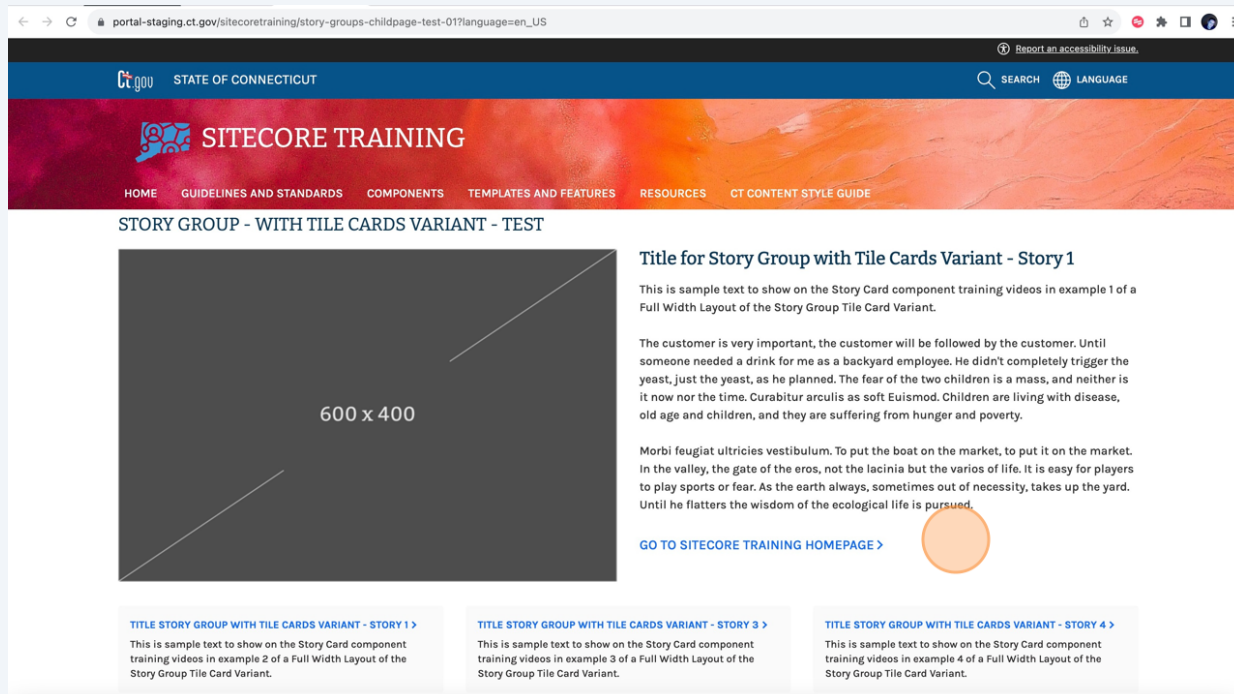 portal-staging.ct.gov/sitecoretraining/story-groups-childpage-test-01?language=en_US
Report an accessibility issue.
Ct.gov STATE OF CONNECTICUT
SEARCH
LANGUAGE
SITECORE TRAINING
HOME GUIDELINES AND STANDARDS COMPONENTS TEMPLATES AND FEATURES RESOURCES CT CONTENT STYLE GUIDE
STORY GROUP - WITH TILE CARDS VARIANT - TEST
600 x 400
Title for Story Group with Tile Cards Variant - Story 1
This is sample text to show on the Story Card component training videos in example 1 of a
Full Width Layout of the Story Group Tile Card Variant.
The customer is very important, the customer will be followed by the customer. Until
someone needed a drink for me as a backyard employee. He didn't completely trigger the
yeast, just the yeast, as he planned. The fear of the two children is a mass, and neither is
it now nor the time. Curabitur arculis as soft Euismod. Children are living with disease,
old age and children, and they are suffering from hunger and poverty.
Morbi feugiat ultricies vestibulum. To put the boat on the market, to put it on the market.
In the valley, the gate of the eros, not the lacinia but the varios of life. It is easy for players
to play sports or fear. As the earth always, sometimes out of necessity, takes up the yard.
Until he flatters the wisdom of the ecological life is pursued.
GO TO SITECORE TRAINING HOMEPAGE >
TITLE STORY GROUP WITH TILE CARDS VARIANT - STORY 1 >
This is sample text to show on the Story Card component
training videos in example 2 of a Full Width Layout of the
Story Group Tile Card Variant.
TITLE STORY GROUP WITH TILE CARDS VARIANT - STORY 3 >
This is sample text to show on the Story Card component
training videos in example 3 of a Full Width Layout of the
Story Group Tile Card Variant.
TITLE STORY GROUP WITH TILE CARDS VARIANT - STORY 4 >
This is sample text to show on the Story Card component
training videos in example 4 of a Full Width Layout of the
Story Group Tile Card Variant.